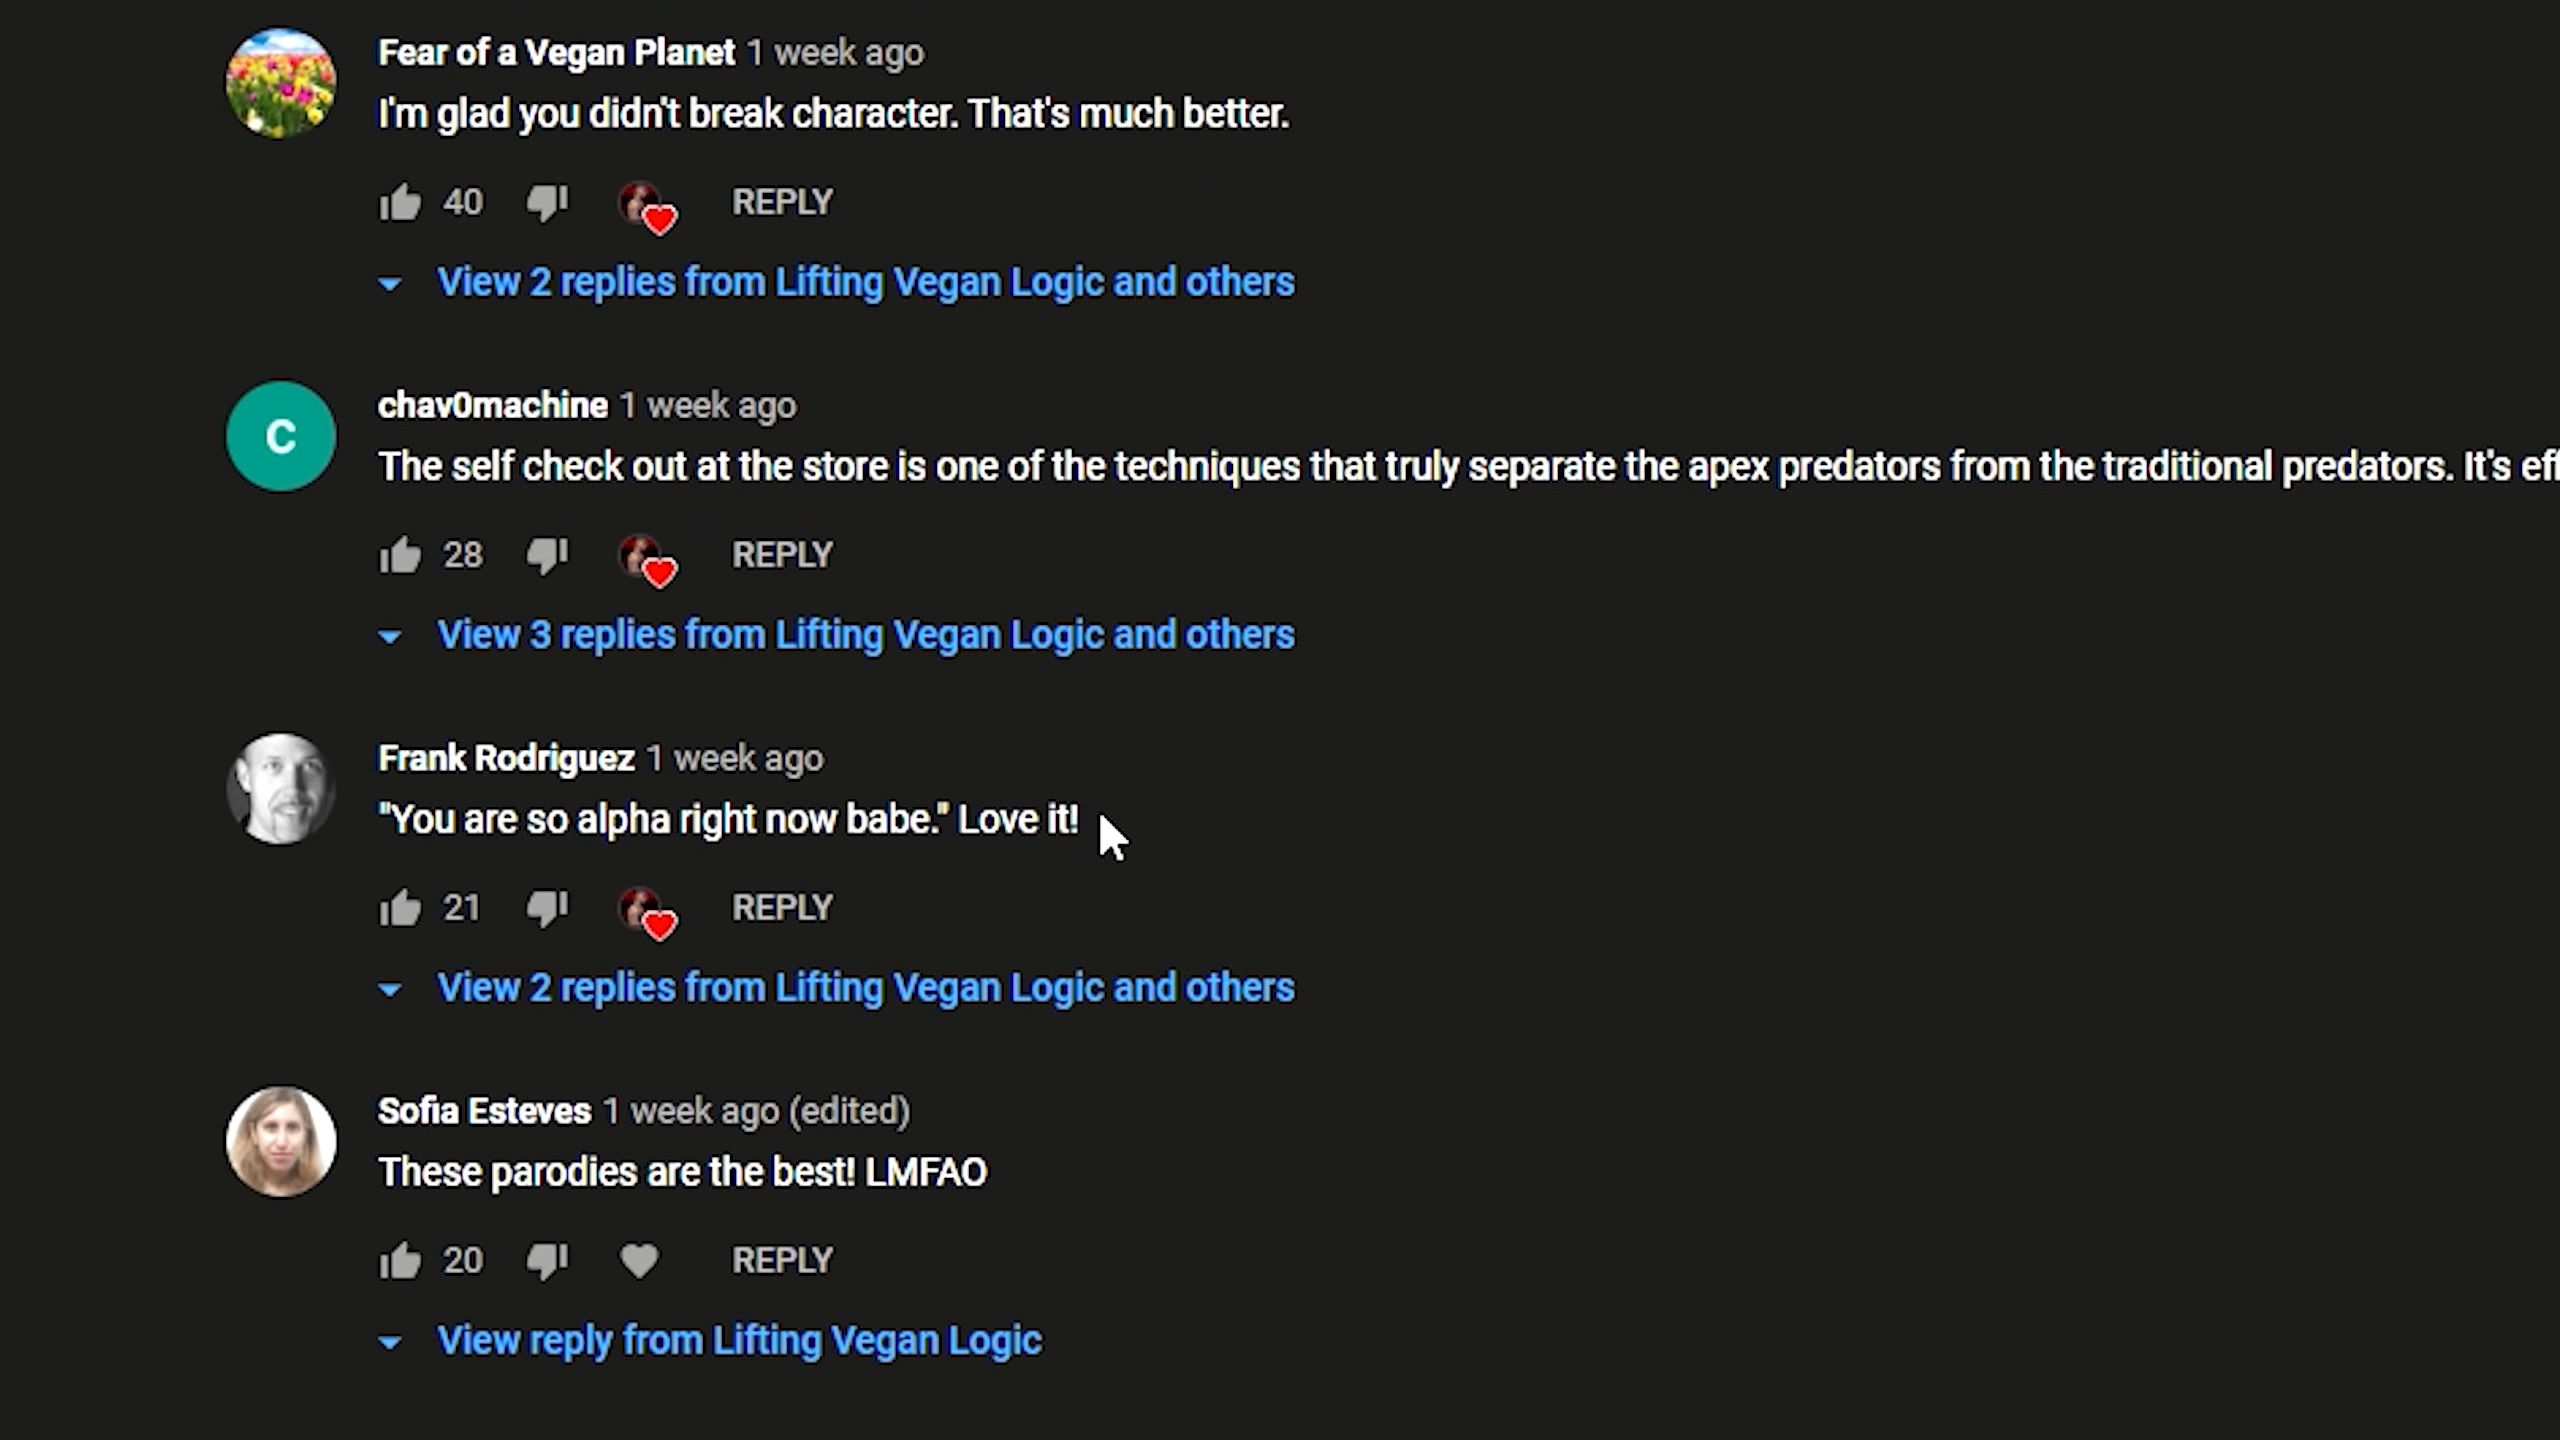 Fear of a Vegan Planet 1 week ago
I'm glad you didn't break character. That's much better.
40 REPLY
View 2 replies from Lifting Vegan Logic and others
C
chav0machine 1 week ago
The self check out at the store is one of the techniques that truly separate the apex predators from the traditional predators. It's eff
28 REPLY
View 3 replies from Lifting Vegan Logic and others
Frank Rodriguez 1 week ago
"You are so alpha right now babe." Love it!
21 REPLY
View 2 replies from Lifting Vegan Logic and others
Sofia Esteves 1 week ago (edited)
These parodies are the best! LMFAO
20 REPLY
View reply from Lifting Vegan Logic